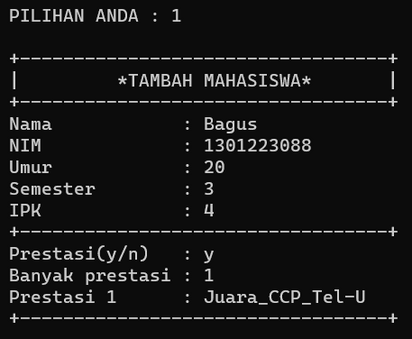 PILIHAN ANDA : 1
+----------------------------------+
|         *TAMBAH MAHASISWA*       |
+----------------------------------+
Nama            : Bagus
NIM             : 1301223088
Umur            : 20
Semester        : 3
IPK             : 4
+----------------------------------+
Prestasi(y/n)   : y
Banyak prestasi : 1
Prestasi 1      : Juara_CCP_Tel-U
+----------------------------------+